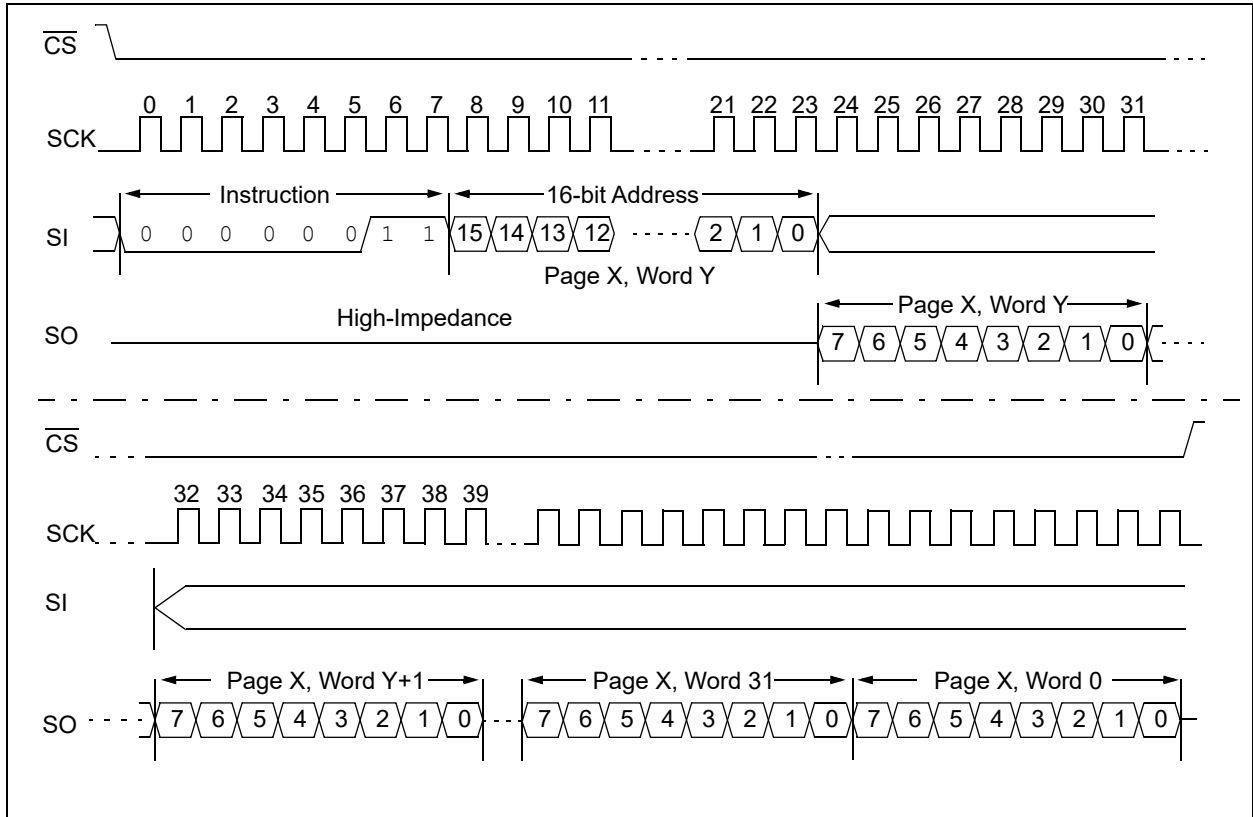 CS
0 1 2 3 4 5 6 7 8 9 10 11 21 22 23 24 25 26 27 28 29 30 31
SCK
Instruction 16-bit Address
SI 0 0 0 0 0 0 1 1 15 14 13 12 2 1 0
Page X, Word Y
High-Impedance Page X, Word Y
SO 7 6 5 4 3 2 1 0
CS
32 33 34 35 36 37 38 39
SCK
SI
Page X, Word Y+1 Page X, Word 31 Page X, Word 0
SO 7 6 5 4 3 2 1 0 7 6 5 4 3 2 1 0 7 6 5 4 3 2 1 0